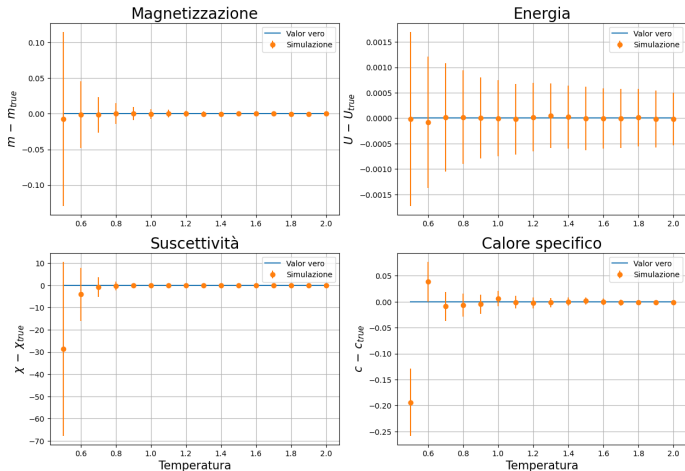 Magnetizzazione
Valor vero
Simulazione
m − m_true
0.10
0.05
0.00
−0.05
−0.10
0.6 0.8 1.0 1.2 1.4 1.6 1.8 2.0
Energia
Valor vero
Simulazione
U − U_true
0.0015
0.0010
0.0005
0.0000
−0.0005
−0.0010
−0.0015
0.6 0.8 1.0 1.2 1.4 1.6 1.8 2.0
Suscettività
Valor vero
Simulazione
χ − χ_true
10
0
−10
−20
−30
−40
−50
−60
−70
0.6 0.8 1.0 1.2 1.4 1.6 1.8 2.0
Temperatura
Calore specifico
Valor vero
Simulazione
c − c_true
0.05
0.00
−0.05
−0.10
−0.15
−0.20
−0.25
0.6 0.8 1.0 1.2 1.4 1.6 1.8 2.0
Temperatura